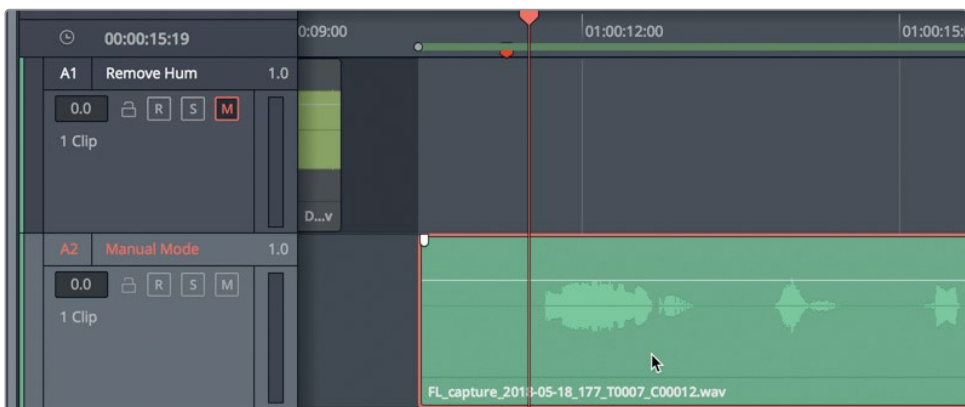 00:00:15:19
0:09:00
01:00:12:00
01:00:15:
A1 Remove Hum 1.0
0.0 R S M
1 Clip
D...v
A2 Manual Mode 1.0
0.0 R S M
1 Clip
FL_capture_2018-05-18_177_T0007_C00012.wav